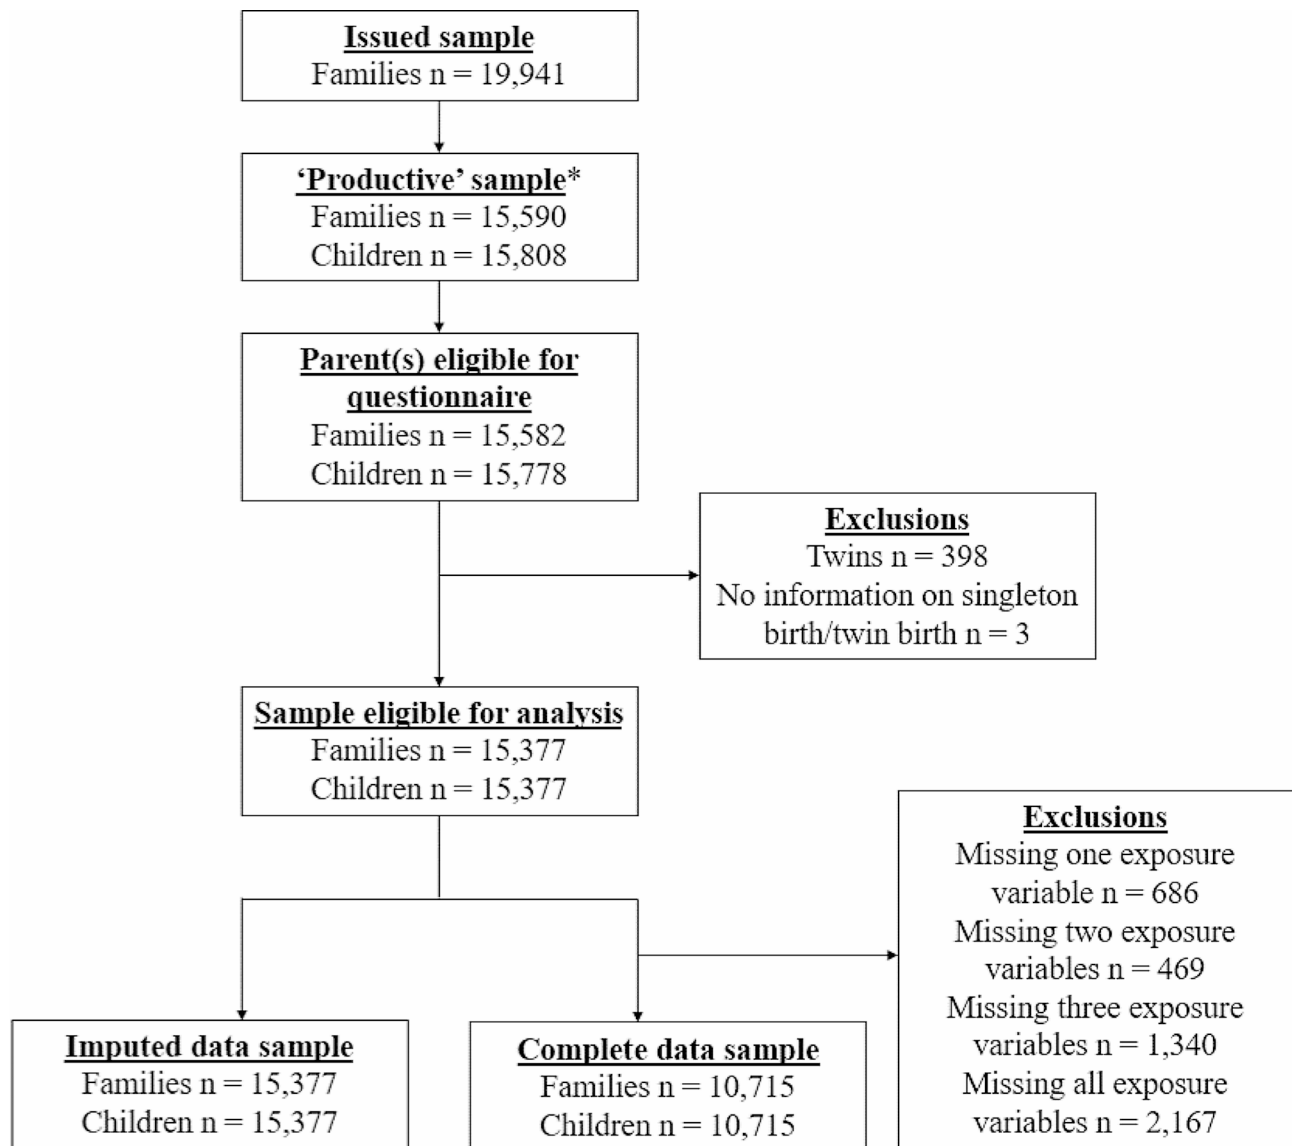 Issued sample
Families n = 19,941
‘Productive’ sample*
Families n = 15,590
Children n = 15,808
Parent(s) eligible for
questionnaire
Families n = 15,582
Children n = 15,778
Exclusions
Twins n = 398
No information on singleton
birth/twin birth n = 3
Sample eligible for analysis
Families n = 15,377
Children n = 15,377
Exclusions
Missing one exposure
variable n = 686
Missing two exposure
variables n = 469
Missing three exposure
variables n = 1,340
Missing all exposure
variables n = 2,167
Imputed data sample
Families n = 15,377
Children n = 15,377
Complete data sample
Families n = 10,715
Children n = 10,715